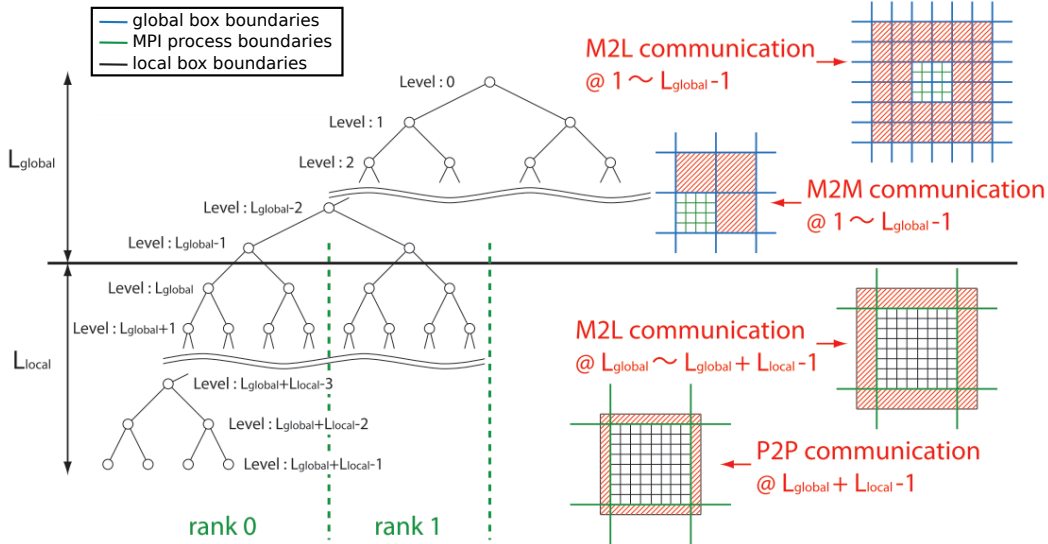 global box boundaries
MPI process boundaries
local box boundaries
M2L communication
@ 1～Lglobal-1
Level : 0
Level : 1
Level : 2
Lglobal
Level : Lglobal-2
M2M communication
@ 1～Lglobal-1
Level : Lglobal-1
Level : Lglobal
Level : Lglobal+1
Llocal
M2L communication
@ Lglobal～Lglobal+Llocal-1
Level : Lglobal+Llocal-3
Level : Lglobal+Llocal-2
Level : Lglobal+Llocal-1
P2P communication
@ Lglobal+Llocal-1
rank 0
rank 1